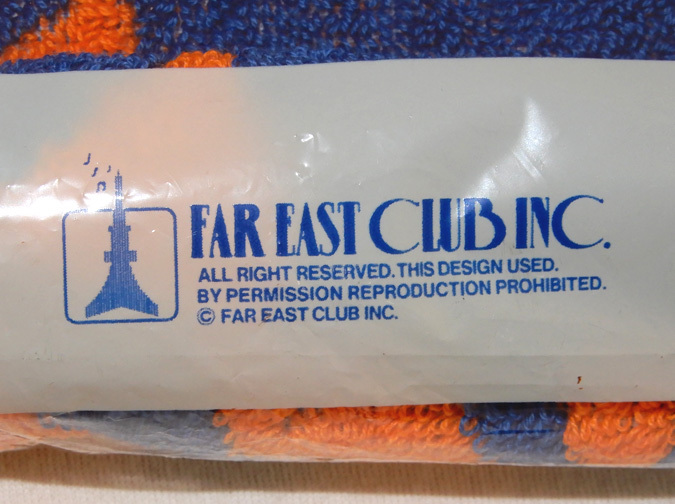 FAR EAST CLUB INC.
ALL RIGHT RESERVED. THIS DESIGN USED.
BY PERMISSION REPRODUCTION PROHIBITED.
© FAR EAST CLUB INC.